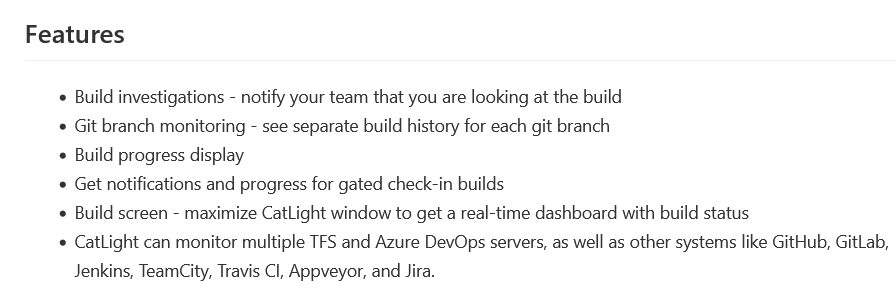 Features
• Build investigations - notify your team that you are looking at the build
• Git branch monitoring - see separate build history for each git branch
• Build progress display
• Get notifications and progress for gated check-in builds
• Build screen - maximize CatLight window to get a real-time dashboard with build status
• CatLight can monitor multiple TFS and Azure DevOps servers, as well as other systems like GitHub, GitLab,
Jenkins, TeamCity, Travis CI, Appveyor, and Jira.